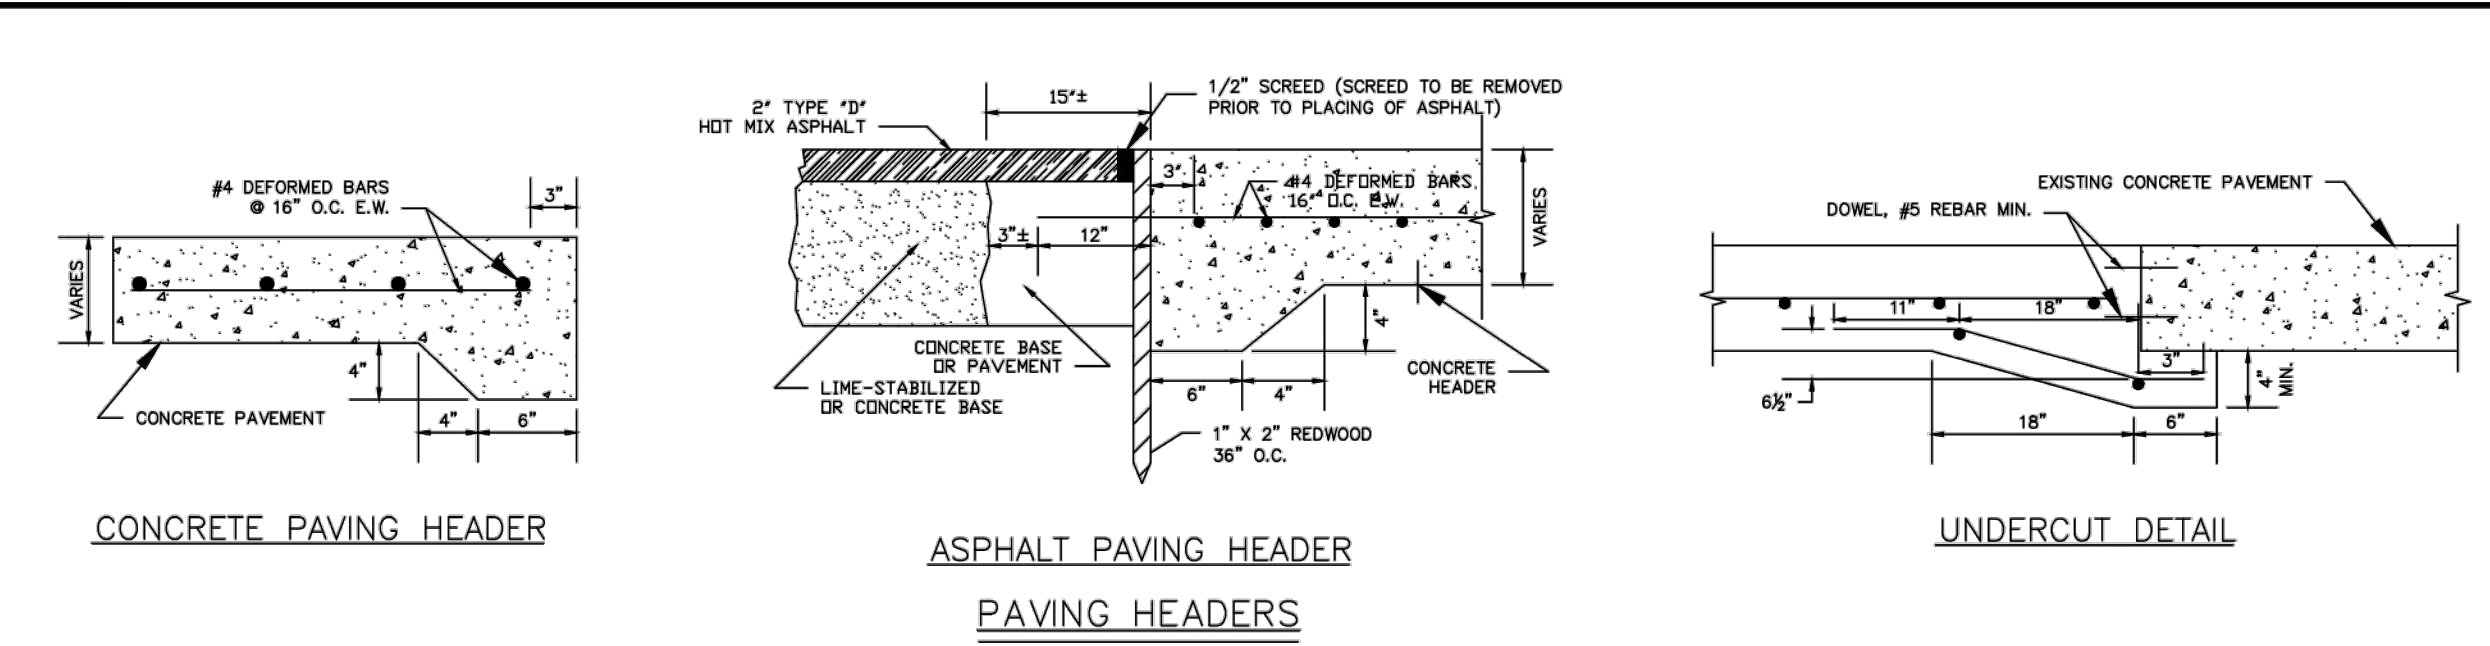 #4 DEFORMED BARS
@ 16" O.C. E.W.
3"
VARIES
4"
CONCRETE PAVEMENT
4"
6"
CONCRETE PAVING HEADER
2" TYPE "D"
HOT MIX ASPHALT
15"±
1/2" SCREED (SCREED TO BE REMOVED
PRIOR TO PLACING OF ASPHALT)
3"
#4 DEFORMED BARS
16" O.C. E.W.
VARIES
3"±
12"
4"
CONCRETE BASE
OR PAVEMENT
LIME-STABILIZED
OR CONCRETE BASE
6"
4"
CONCRETE
HEADER
1" X 2" REDWOOD
36" O.C.
ASPHALT PAVING HEADER
PAVING HEADERS
EXISTING CONCRETE PAVEMENT
DOWEL, #5 REBAR MIN.
11"
18"
3"
6½"
4"
MIN.
18"
6"
UNDERCUT DETAIL